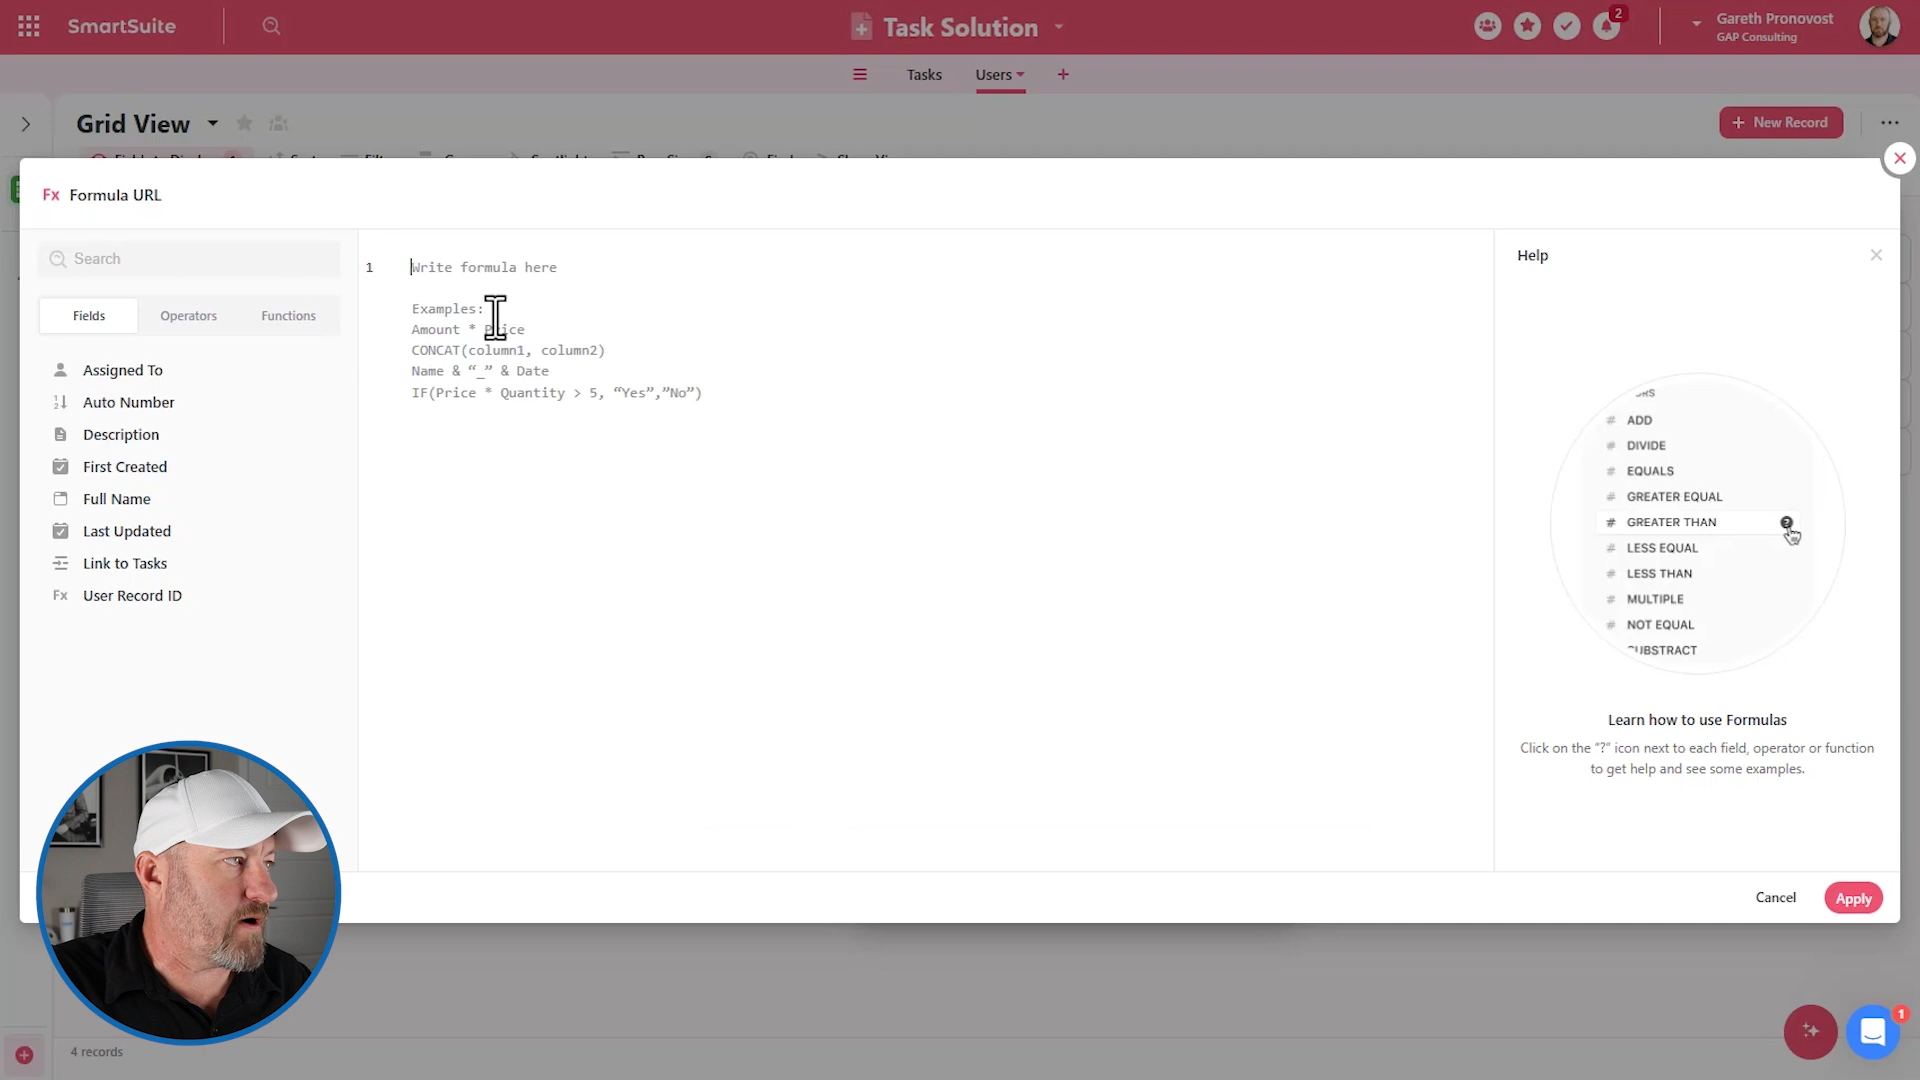 SmartSuite
Task Solution
2
Gareth Pronovost
GAP Consulting
Tasks
Users
Grid View
New Record
Fx Formula URL
Search
Fields
Operators
Functions
Assigned To
Auto Number
Description
First Created
Full Name
Last Updated
Link to Tasks
Fx User Record ID
1
Write formula here
Examples:
Amount * Price
CONCAT(column1, column2)
Name & “_” & Date
IF(Price * Quantity > 5, “Yes”,”No”)
Help
# ADD
# DIVIDE
# EQUALS
# GREATER EQUAL
# GREATER THAN ?
# LESS EQUAL
# LESS THAN
# MULTIPLE
# NOT EQUAL
SUBSTRACT
Learn how to use Formulas
Click on the “?” icon next to each field, operator or function
to get help and see some examples.
Cancel
Apply
4 records
1